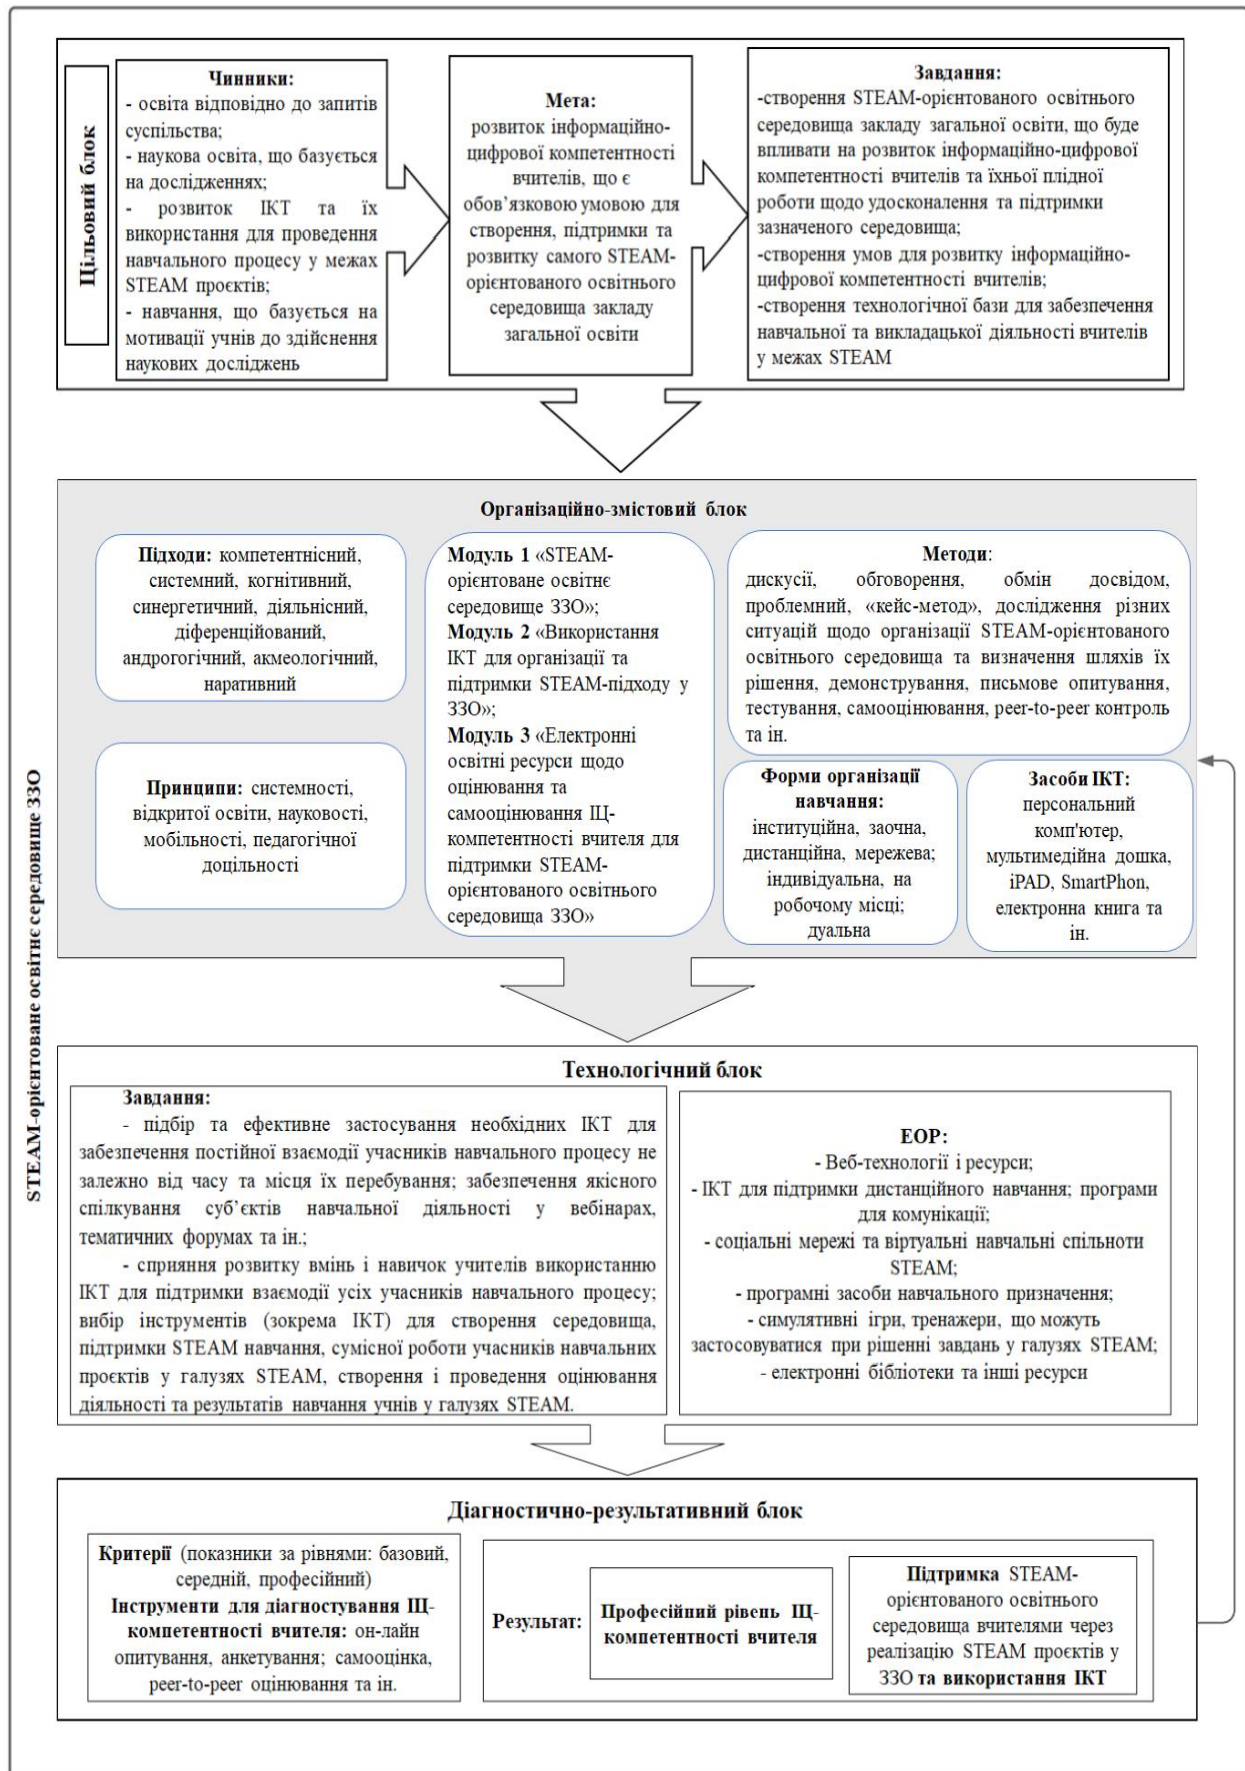 STEAM-орієнтоване освітнє середовище ЗЗО
Цільовий блок
Чинники:
- освіта відповідно до запитів
суспільства;
- наукова освіта, що базується
на дослідженнях;
- розвиток ІКТ та їх
використання для проведення
навчального процесу у межах
STEAM проєктів;
- навчання, що базується на
мотивації учнів до здійснення
наукових досліджень
Мета:
розвиток інформаційно-
цифрової компетентності
вчителів, що є
обов’язковою умовою для
створення, підтримки та
розвитку самого STEAM-
орієнтованого освітнього
середовища закладу
загальної освіти
Завдання:
-створення STEAM-орієнтованого освітнього
середовища закладу загальної освіти, що буде
впливати на розвиток інформаційно-цифрової
компетентності вчителів та їхньої плідної
роботи щодо удосконалення та підтримки
зазначеного середовища;
-створення умов для розвитку інформаційно-
цифрової компетентності вчителів;
-створення технологічної бази для забезпечення
навчальної та викладацької діяльності вчителів
у межах STEAM
Організаційно-змістовий блок
Підходи: компетентнісний,
системний, когнітивний,
синергетичний, діяльнісний,
діференційований,
андрогогічний, акмеологічний,
наративний
Принципи: системності,
відкритої освіти, науковості,
мобільності, педагогічної
доцільності
Модуль 1 «STEAM-
орієнтоване освітнє
середовище ЗЗО»;
Модуль 2 «Використання
ІКТ для організації та
підтримки STEAM-підходу у
ЗЗО»;
Модуль 3 «Електронні
освітні ресурси щодо
оцінювання та
самооцінювання ІЦ-
компетентності вчителя для
підтримки STEAM-
орієнтованого освітнього
середовища ЗЗО»
Методи:
дискусії, обговорення, обмін досвідом,
проблемний, «кейс-метод», дослідження різних
ситуацій щодо організації STEAM-орієнтованого
освітнього середовища та визначення шляхів їх
рішення, демонстрування, письмове опитування,
тестування, самооцінювання, peer-to-peer контроль
та ін.
Форми організації
навчання:
інституційна, заочна,
дистанційна, мережева;
індивідуальна, на
робочому місці;
дуальна
Засоби ІКТ:
персональний
комп'ютер,
мультимедійна дошка,
iPAD, SmartPhon,
електронна книга та
ін.
Технологічний блок
Завдання:
- підбір та ефективне застосування необхідних ІКТ для
забезпечення постійної взаємодії учасників навчального процесу не
залежно від часу та місця їх перебування; забезпечення якісного
спілкування суб’єктів навчальної діяльності у вебінарах,
тематичних форумах та ін.;
- сприяння розвитку вмінь і навичок учителів використанню
ІКТ для підтримки взаємодії усіх учасників навчального процесу;
вибір інструментів (зокрема ІКТ) для створення середовища,
підтримки STEAM навчання, сумісної роботи учасників навчальних
проєктів у галузях STEAM, створення і проведення оцінювання
діяльності та результатів навчання учнів у галузях STEAM.
ЕОР:
- Веб-технології і ресурси;
- ІКТ для підтримки дистанційного навчання; програми
для комунікації;
- соціальні мережі та віртуальні навчальні спільноти
STEAM;
- програмні засоби навчального призначення;
- симулятивні ігри, тренажери, що можуть
застосовуватися при рішенні завдань у галузях STEAM;
- електронні бібліотеки та інші ресурси
Діагностично-результативний блок
Критерії (показники за рівнями: базовий,
середній, професійний)
Інструменти для діагностування ІЦ-
компетентності вчителя: он-лайн
опитування, анкетування; самооцінка,
peer-to-peer оцінювання та ін.
Результат:
Професійний рівень ІЦ-
компетентності вчителя
Підтримка STEAM-
орієнтованого освітнього
середовища вчителями через
реалізацію STEAM проєктів у
ЗЗО та використання ІКТ